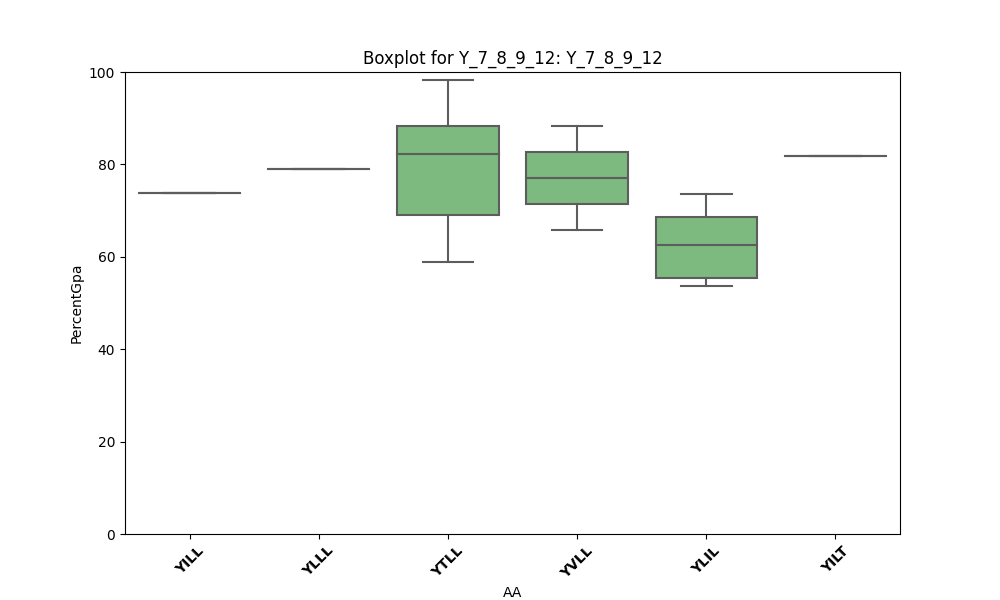 Boxplot for Y_7_8_9_12: Y_7_8_9_12
100
80
60
40
20
0
PercentGpa
YILL
YLLL
YTLL
YVLL
YLIL
YILT
AA